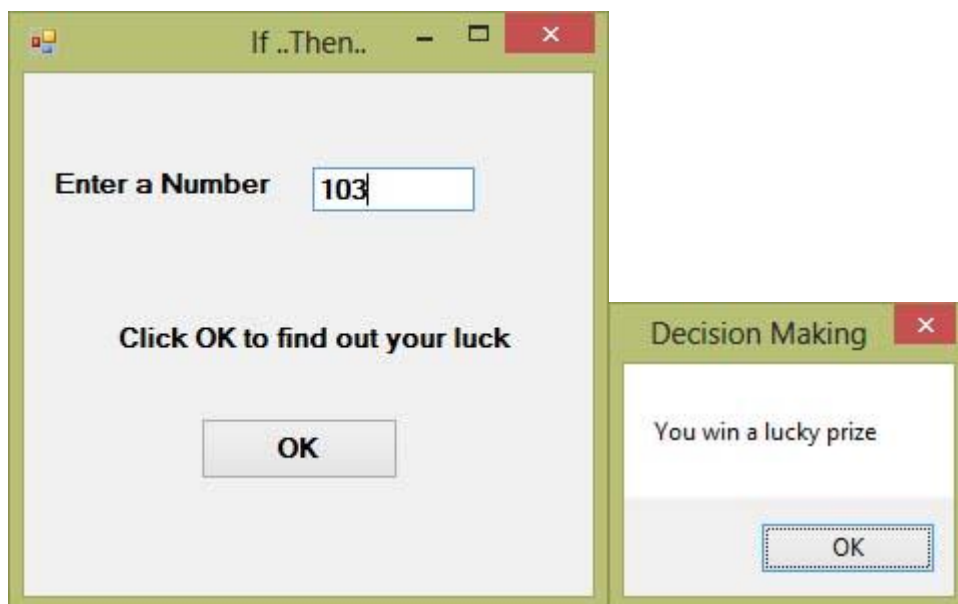 If ..Then..
Enter a Number 103
Click OK to find out your luck
OK
Decision Making
You win a lucky prize
OK